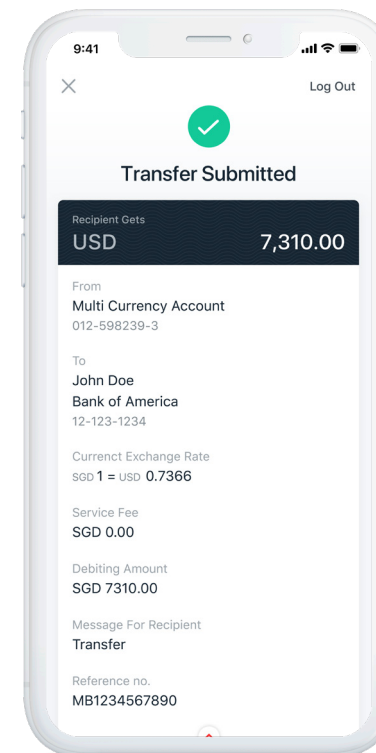 9:41
Log Out
Transfer Submitted
Recipient Gets
USD 7,310.00
From
Multi Currency Account
012-598239-3
To
John Doe
Bank of America
12-123-1234
Currenct Exchange Rate
SGD 1 = USD 0.7366
Service Fee
SGD 0.00
Debiting Amount
SGD 7310.00
Message For Recipient
Transfer
Reference no.
MB1234567890